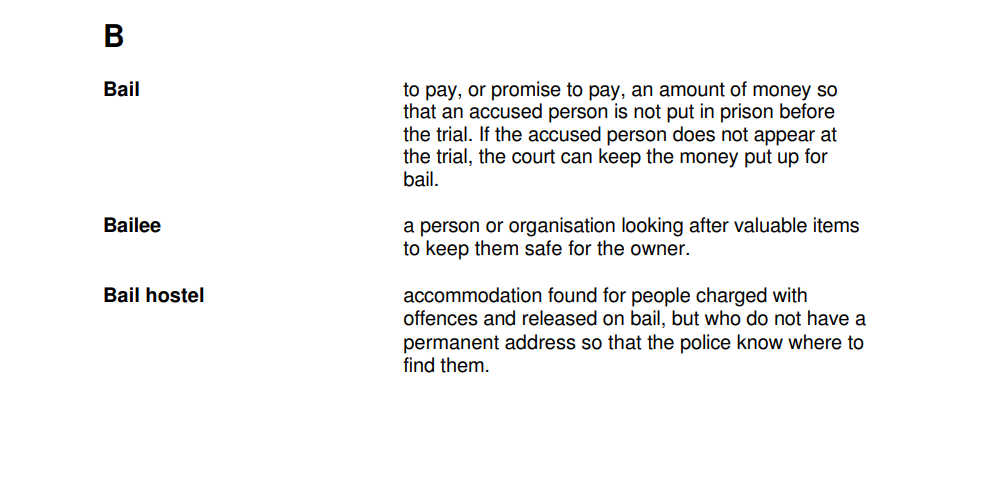 B
Bail
to pay, or promise to pay, an amount of money so
that an accused person is not put in prison before
the trial. If the accused person does not appear at
the trial, the court can keep the money put up for
bail.
Bailee
a person or organisation looking after valuable items
to keep them safe for the owner.
Bail hostel
accommodation found for people charged with
offences and released on bail, but who do not have a
permanent address so that the police know where to
find them.